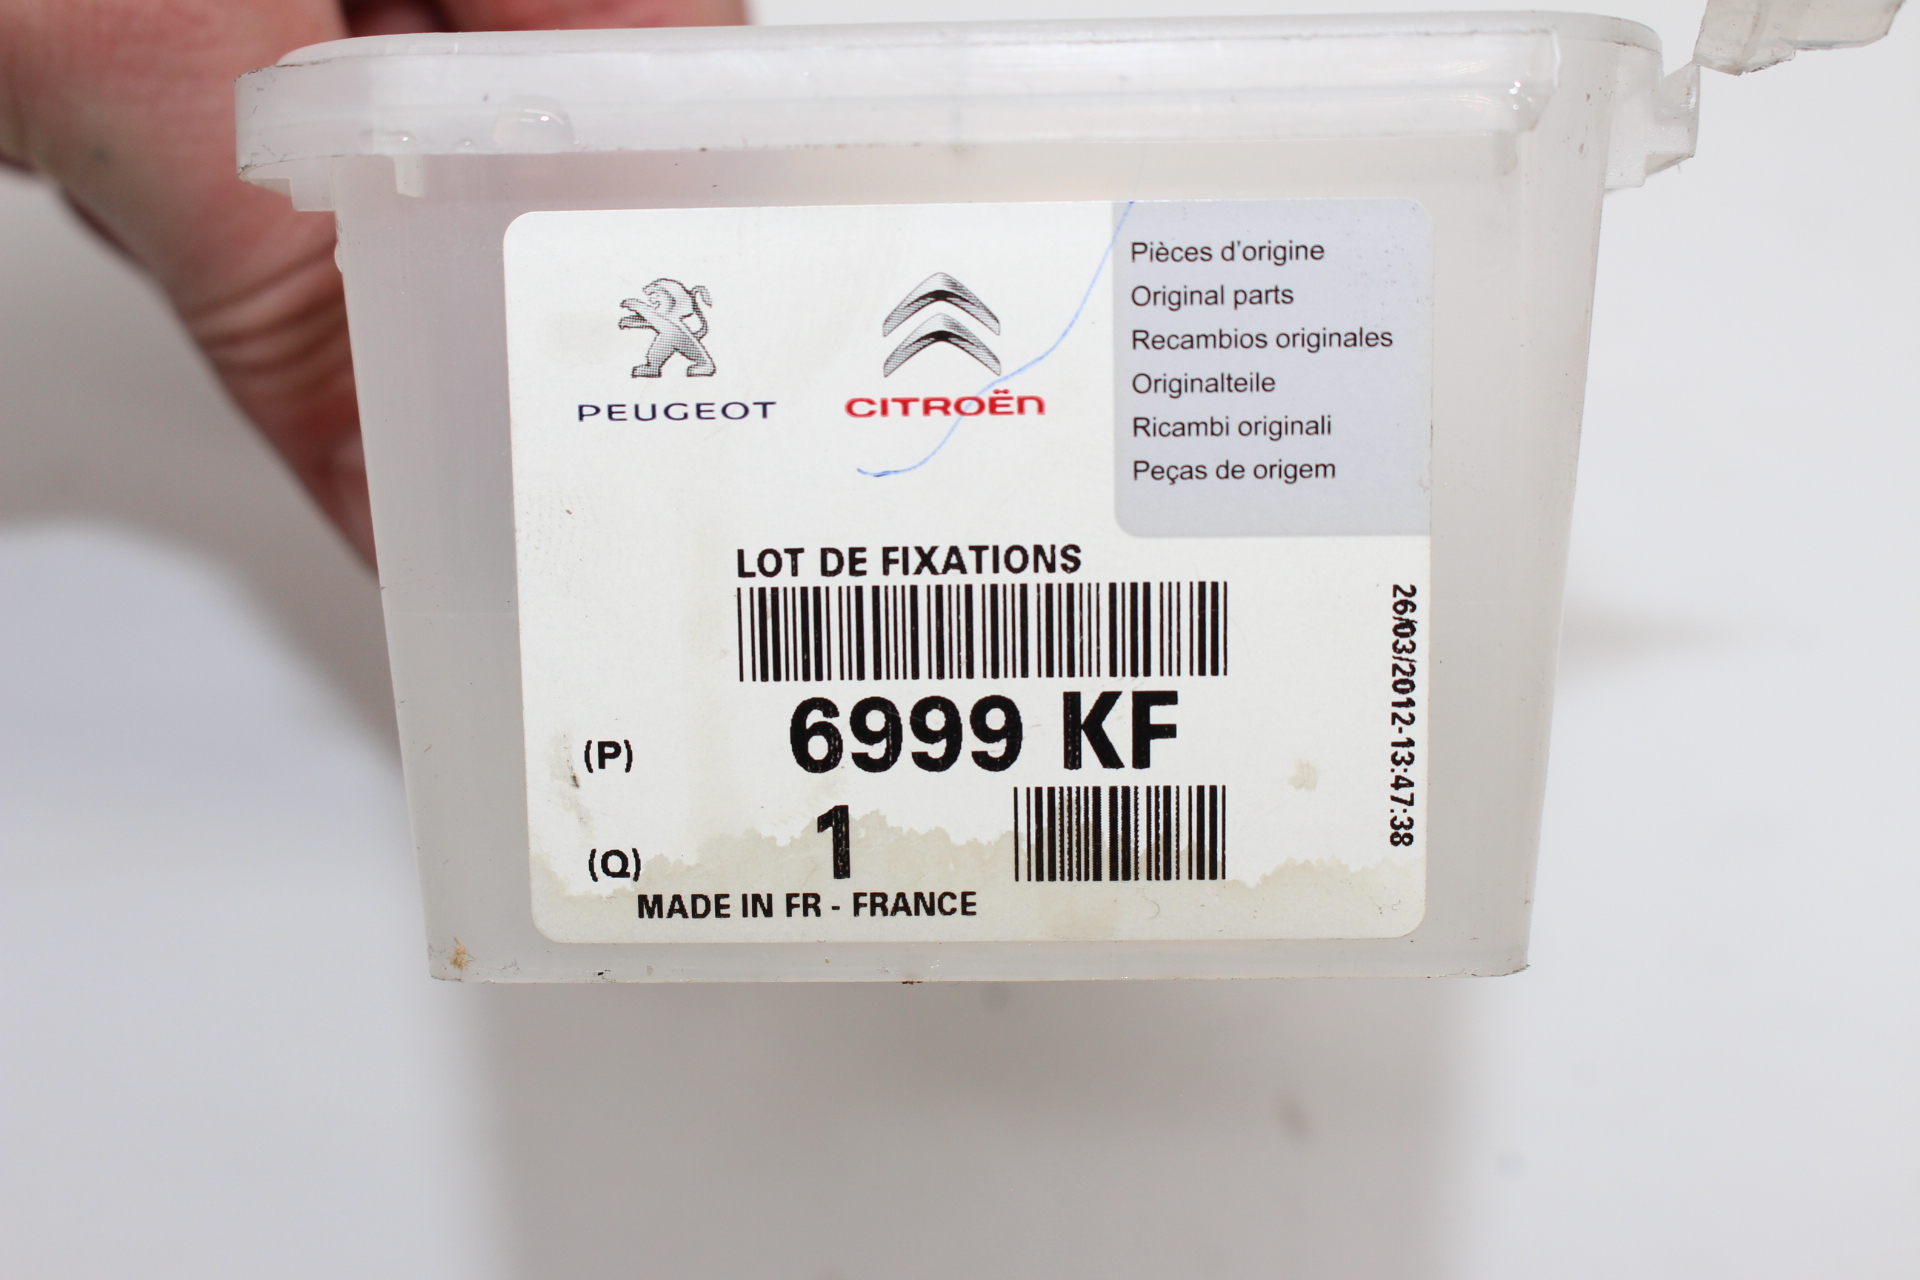 PEUGEOT
CITROËN
Pièces d'origine
Original parts
Recambios originales
Originalteile
Ricambi originali
Peças de origem
LOT DE FIXATIONS
(P) 6999 KF
(Q) 1
MADE IN FR - FRANCE
26/03/2012-13:47:38